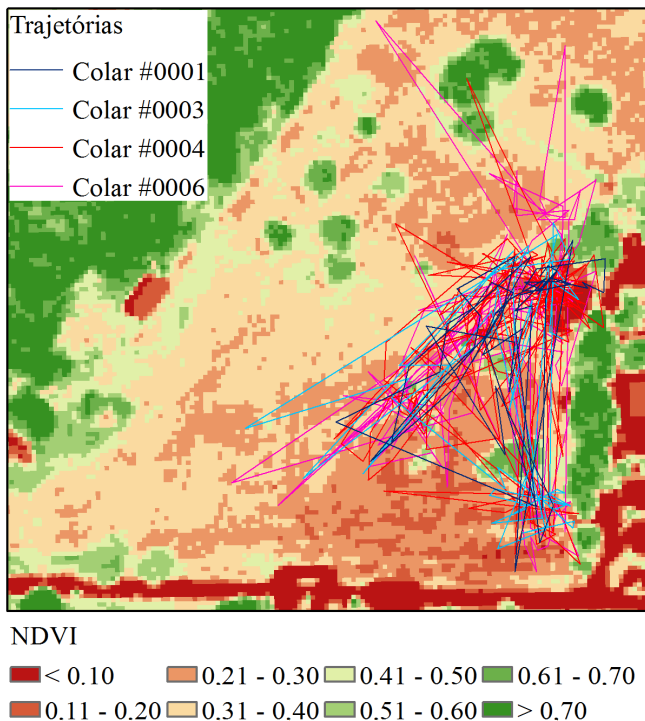 Trajetórias
Colar #0001
Colar #0003
Colar #0004
Colar #0006
NDVI
< 0.10 0.21 - 0.30 0.41 - 0.50 0.61 - 0.70
0.11 - 0.20 0.31 - 0.40 0.51 - 0.60 > 0.70